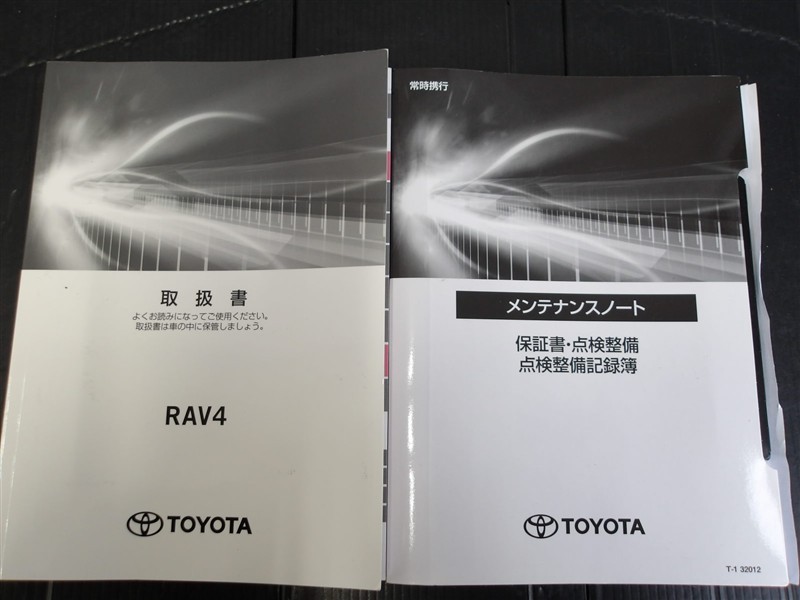 取扱書
よくお読みになってご使用ください。
取扱書は車の中に保管しましょう。
RAV4
TOYOTA
常時携行
メンテナンスノート
保証書・点検整備
点検整備記録簿
TOYOTA
T-1 32012